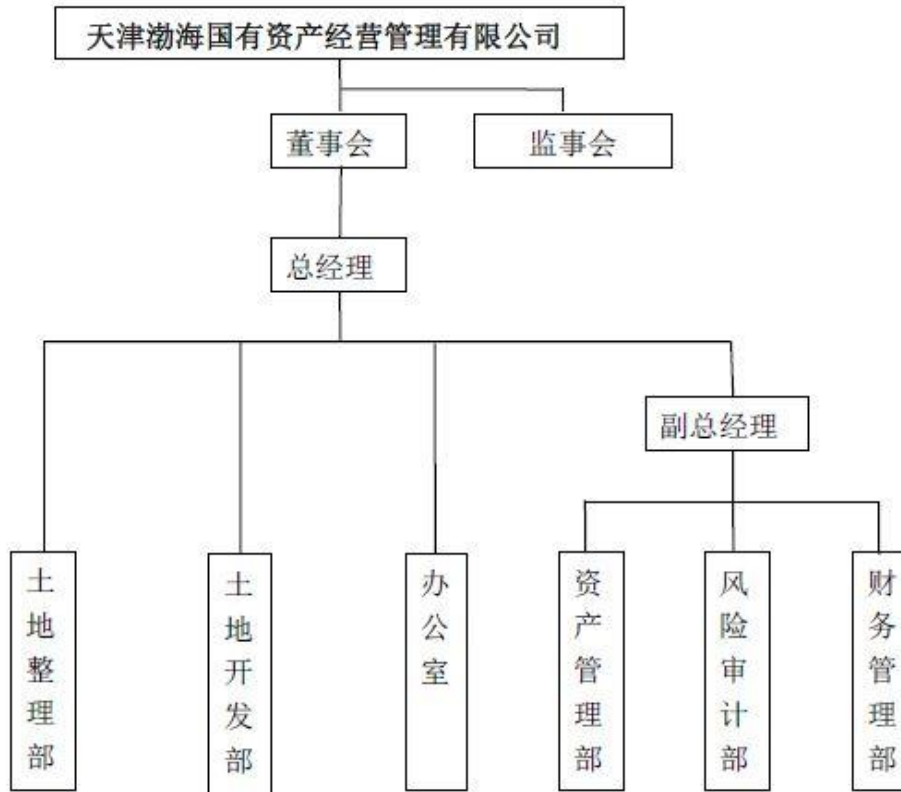 天津渤海国有资产经营管理有限公司
董事会
监事会
总经理
副总经理
土地整理部
土地开发部
办公室
资产管理部
风险审计部
财务管理部